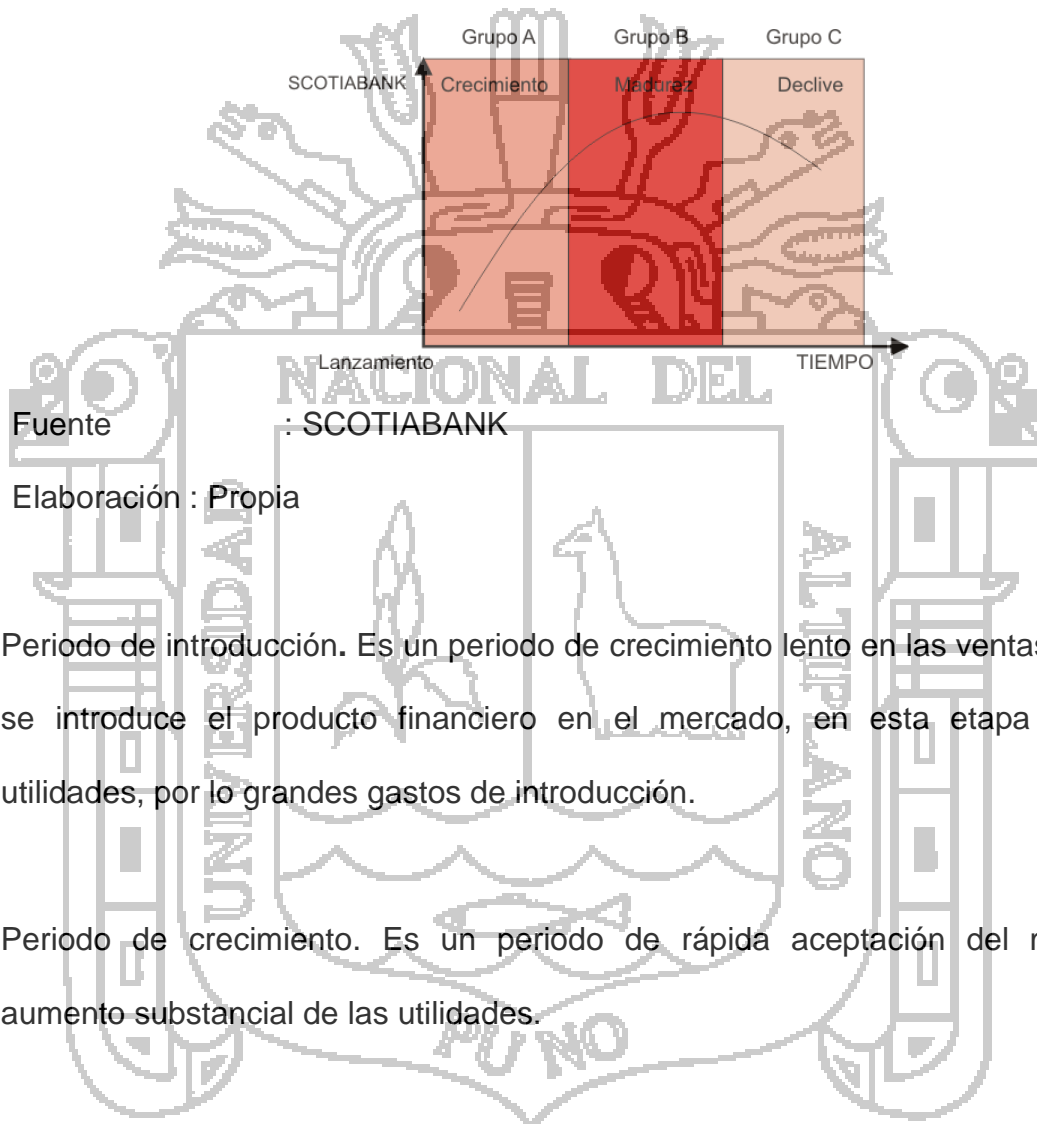 Grupo A Grupo B Grupo C
SCOTIABANK Crecimiento Madurez Declive
Lanzamiento TIEMPO
NACIONAL DEL
Fuente : SCOTIABANK
Elaboración : Propia
UNIVERSIDAD
ALTIPLANO
Periodo de introducción. Es un periodo de crecimiento lento en las ventas
se introduce el producto financiero en el mercado, en esta etapa
utilidades, por lo grandes gastos de introducción.
Periodo de crecimiento. Es un periodo de rápida aceptación del
aumento substancial de las utilidades.
PUNO